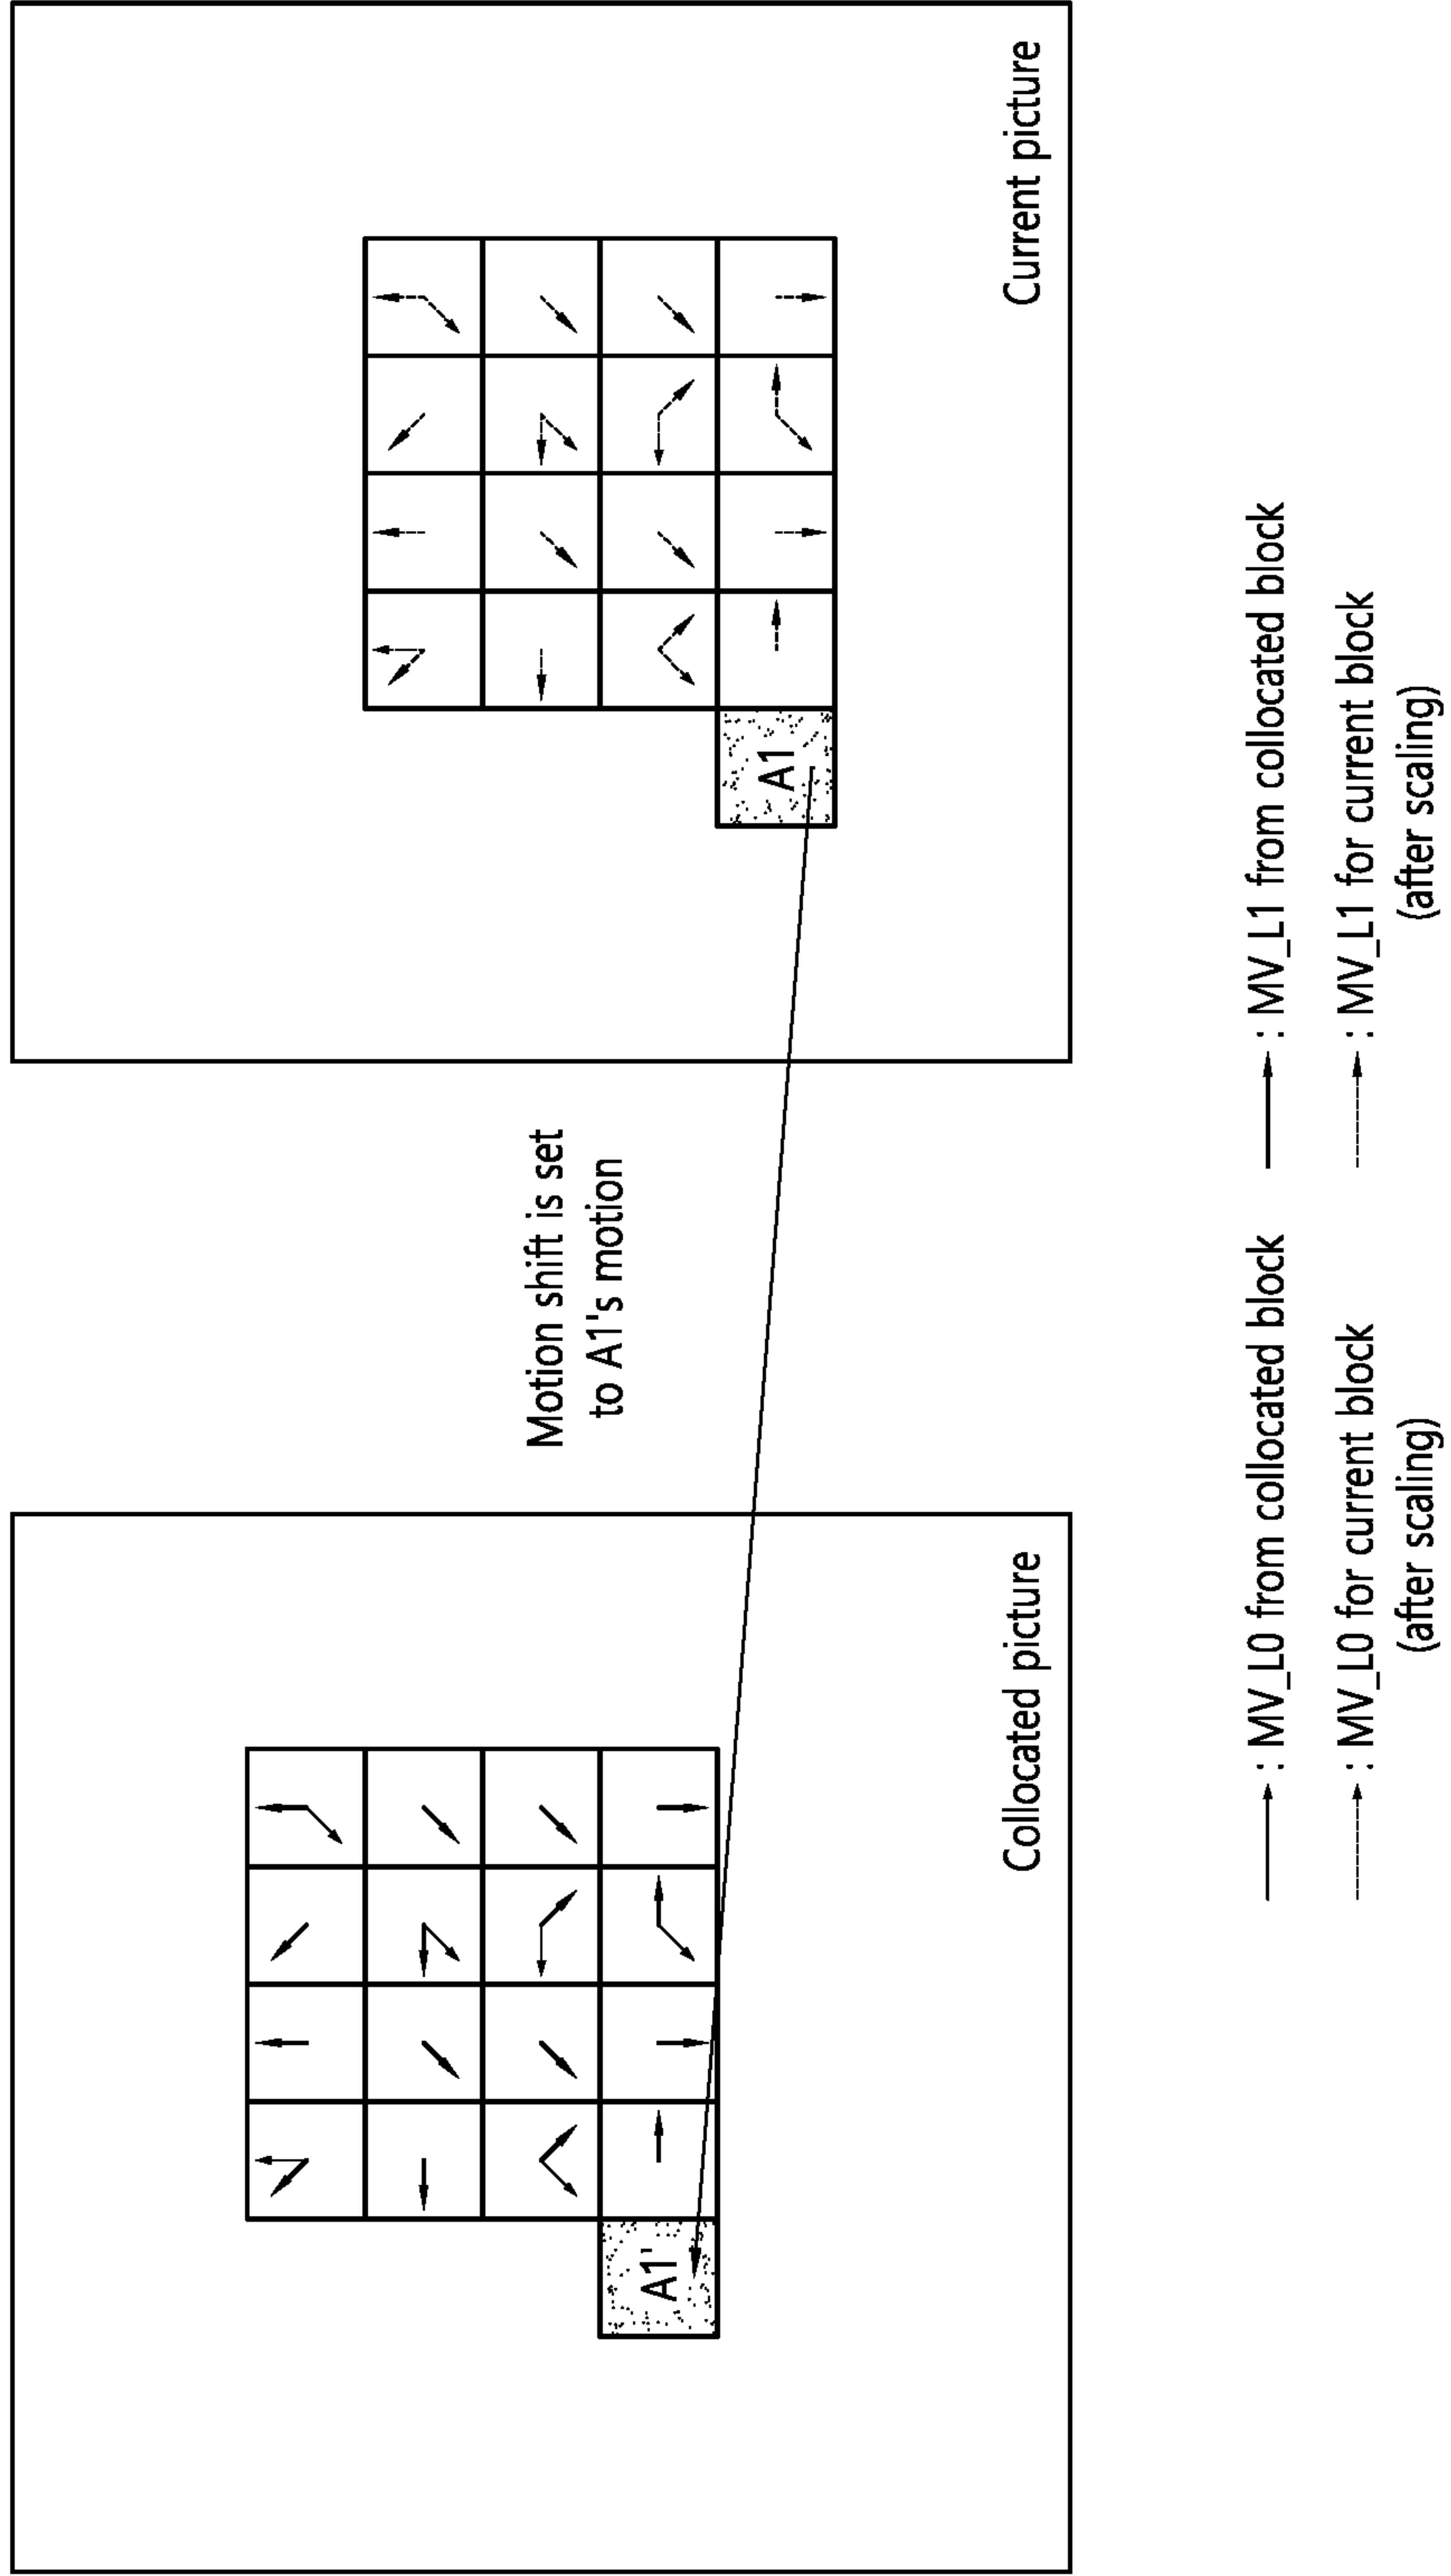 Motion shift is set
to A1's motion
A1'
A1
Collocated picture
Current picture
: MV_L0 from collocated block
: MV_L1 from collocated block
: MV_L0 for current block
(after scaling)
: MV_L1 for current block
(after scaling)